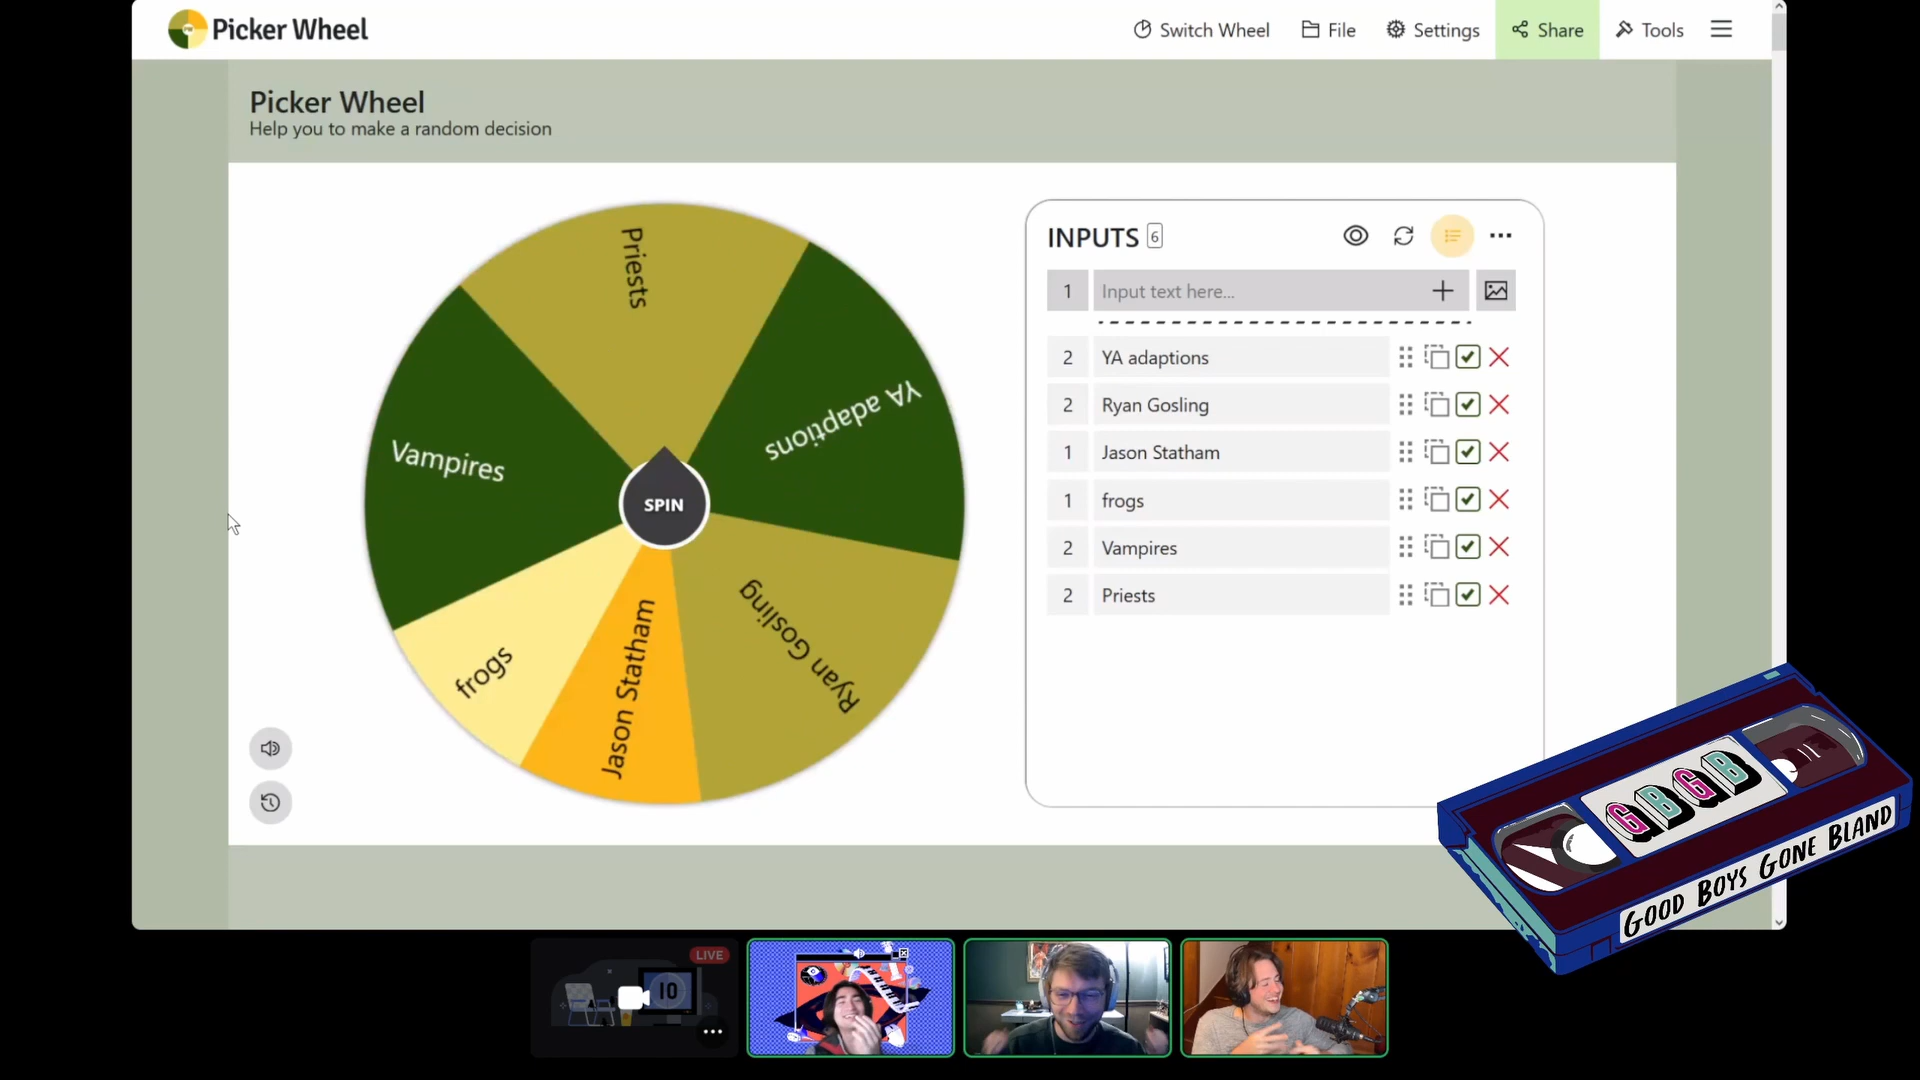 Picker Wheel
Switch Wheel
File
Settings
Share
Tools
Picker Wheel
Help you to make a random decision
Priests
YA adaptions
Vampires
SPIN
Ryan Gosling
Jason Statham
frogs
INPUTS 6
1 Input text here...
2 YA adaptions
2 Ryan Gosling
1 Jason Statham
1 frogs
2 Vampires
2 Priests
GBGB
GOOD BOYS GONE BLAND
LIVE
10